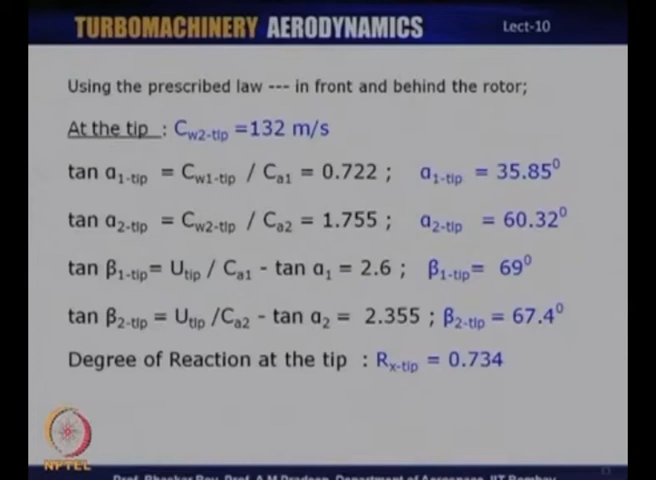 TURBOMACHINERY AERODYNAMICS Lect-10
Using the prescribed law --- in front and behind the rotor;
At the tip : Cw2-tip =132 m/s
tan α1-tip = Cw1-tip / Ca1 = 0.722 ; α1-tip = 35.85⁰
tan α2-tip = Cw2-tip / Ca2 = 1.755 ; α2-tip = 60.32⁰
tan β1-tip= Utip / Ca1 - tan α1 = 2.6 ; β1-tip= 69⁰
tan β2-tip = Utip /Ca2 - tan α2 = 2.355 ; β2-tip = 67.4⁰
Degree of Reaction at the tip : Rx-tip = 0.734
NPTEL